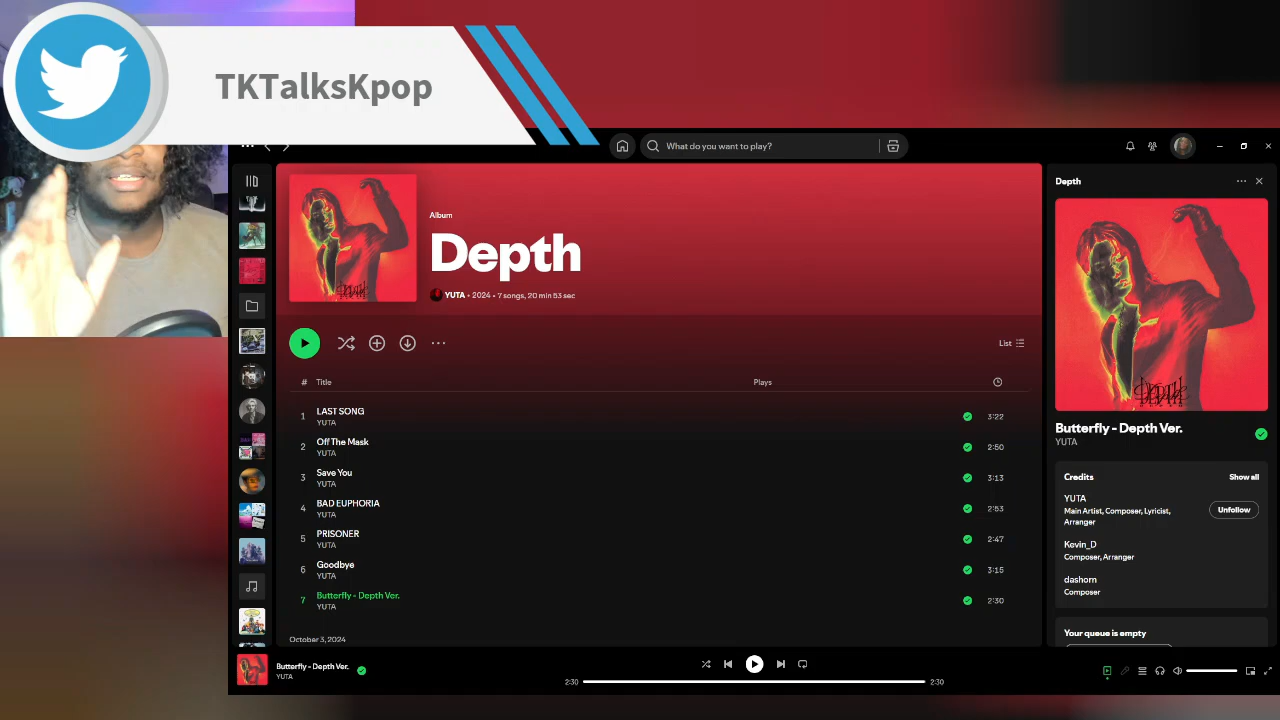 TKTalksKpop
What do you want to play?
Album
Depth
YUTA • 2024 • 7 songs, 20 min 53 sec
List
# Title Plays
1 LAST SONG 3:22
YUTA
2 Off The Mask 2:50
YUTA
3 Save You 3:13
YUTA
4 BAD EUPHORIA 2:53
YUTA
5 PRISONER 2:47
YUTA
6 Goodbye 3:15
YUTA
7 Butterfly - Depth Ver. 2:30
YUTA
October 3, 2024
Depth
Butterfly - Depth Ver.
YUTA
Credits Show all
YUTA
Main Artist, Composer, Lyricist,
Arranger
Unfollow
Kevin_D
Composer, Arranger
dashorn
Composer
Your queue is empty
Butterfly - Depth Ver.
YUTA
2:30 2:30